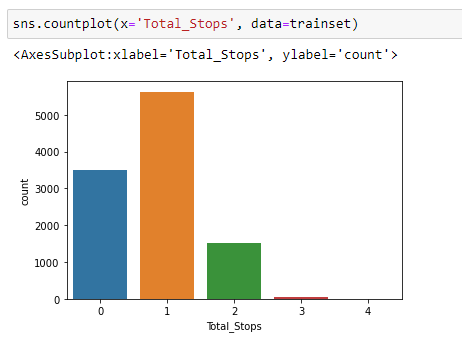 sns.countplot(x='Total_Stops', data=trainset)
<AxesSubplot:xlabel='Total_Stops', ylabel='count'>
5000
4000
3000
2000
1000
0
count
0 1 2 3 4
Total_Stops